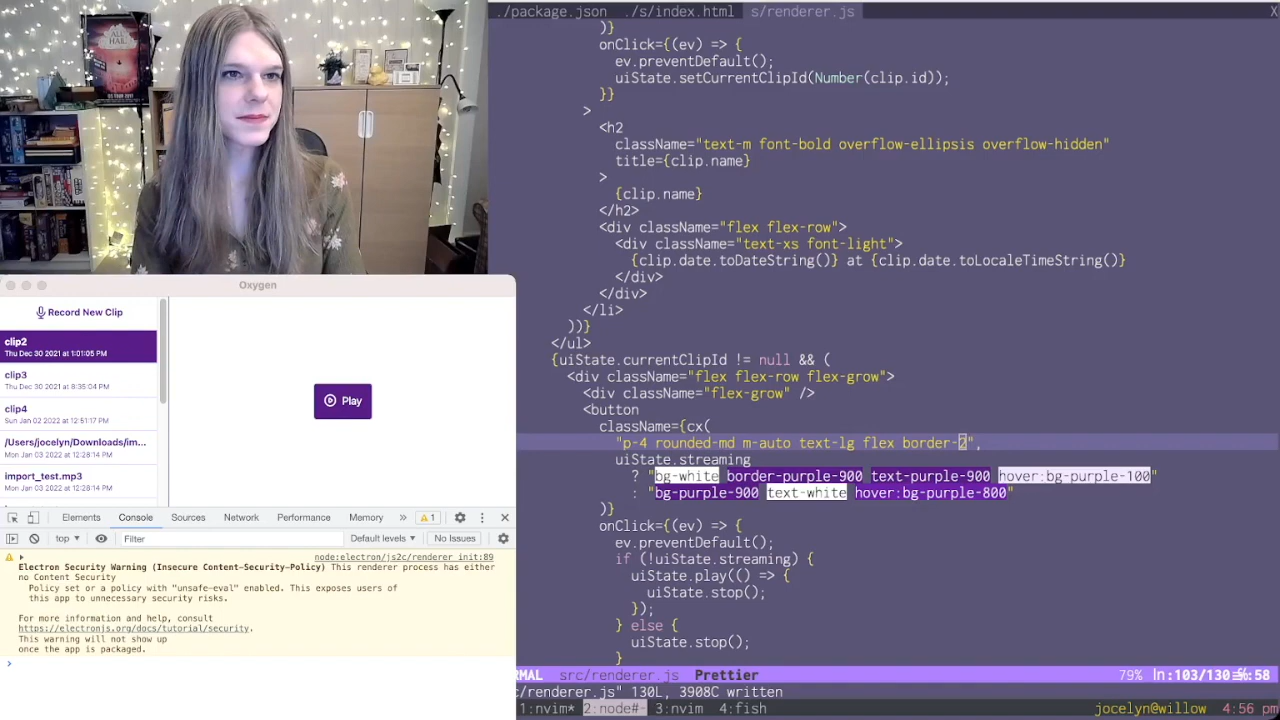 ./package.json ./s/index.html s/renderer.js X
)}
onClick={(ev) => {
ev.preventDefault();
uiState.setCurrentClipId(Number(clip.id));
}}
>
<h2
className="text-m font-bold overflow-ellipsis overflow-hidden"
title={clip.name}
>
{clip.name}
</h2>
<div className="flex flex-row">
<div className="text-xs font-light">
{clip.date.toDateString()} at {clip.date.toLocaleTimeString()}
</div>
</div>
</li>
))}
</ul>
{uiState.currentClipId != null && (
<div className="flex flex-row flex-grow">
<div className="flex-grow" />
<button
className={cx(
"p-4 rounded-md m-auto text-lg flex border-2",
uiState.streaming
? "bg-white border-purple-900 text-purple-900 hover:bg-purple-100"
: "bg-purple-900 text-white hover:bg-purple-800"
)}
onClick={(ev) => {
ev.preventDefault();
if (!uiState.streaming) {
uiState.play(() => {
uiState.stop();
});
} else {
uiState.stop();
}
RMAL src/renderer.js Prettier 79% ln:103/130 :58
c/renderer.js" 130L, 3908C written
1:nvim* 2:node#- 3:nvim 4:fish jocelyn@willow 4:56 pm
ALL HAIL
Oxygen
Record New Clip
clip2
Thu Dec 30 2021 at 1:01:05 PM
clip3
Thu Dec 30 2021 at 8:35:04 PM
clip4
Sun Jan 02 2022 at 12:51:17 PM
/Users/jocelyn/Downloads/im...
Mon Jan 03 2022 at 12:28:14 PM
import_test.mp3
Mon Jan 03 2022 at 12:28:14 PM
Play
Elements Console Sources Network Performance Memory » 1
top Filter Default levels No Issues
node:electron/js2c/renderer_init:89
Electron Security Warning (Insecure Content-Security-Policy) This renderer process has either
no Content Security
Policy set or a policy with "unsafe-eval" enabled. This exposes users of
this app to unnecessary security risks.
For more information and help, consult
https://electronjs.org/docs/tutorial/security.
This warning will not show up
once the app is packaged.